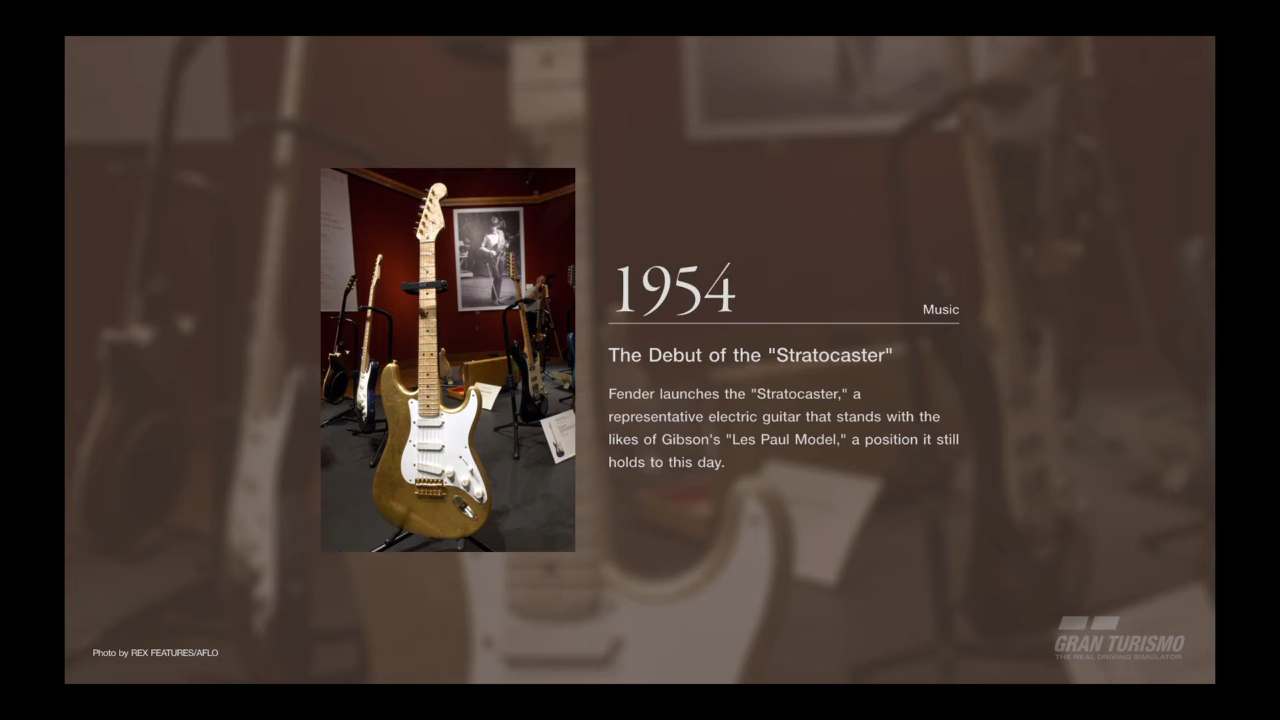 1954
Music
The Debut of the "Stratocaster"
Fender launches the "Stratocaster," a
representative electric guitar that stands with the
likes of Gibson's "Les Paul Model," a position it still
holds to this day.
Photo by REX FEATURES/AFLO
GRAN TURISMO
THE REAL DRIVING SIMULATOR